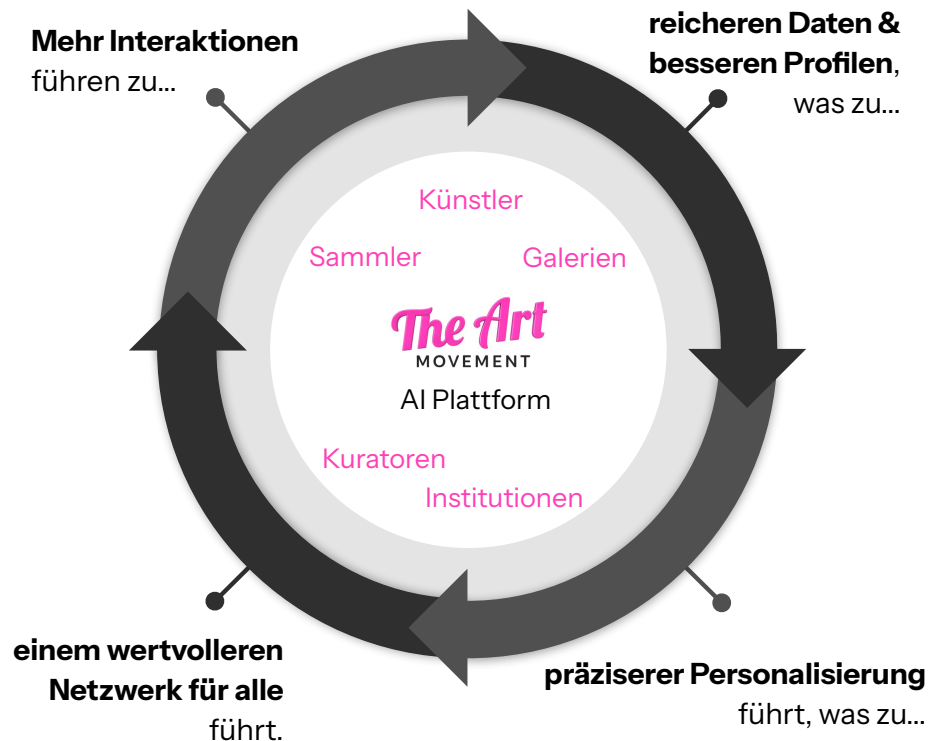 Mehr Interaktionen
führen zu...
reicheren Daten &
besseren Profilen,
was zu...
Künstler
Sammler
Galerien
The Art
MOVEMENT
AI Plattform
Kuratoren
Institutionen
präziserer Personalisierung
führt, was zu...
einem wertvolleren
Netzwerk für alle
führt.